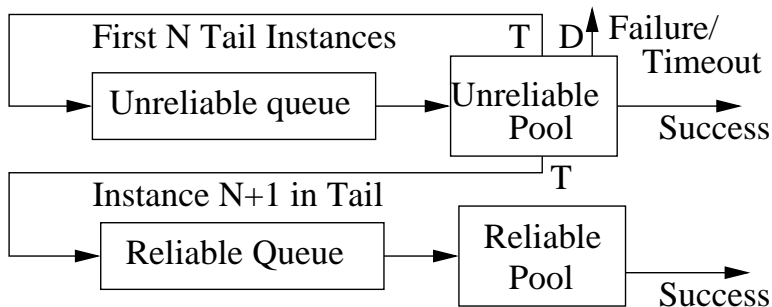 First N Tail Instances
T
D
Failure/
Timeout
Unreliable queue
Unreliable
Pool
Success
T
Instance N+1 in Tail
Reliable Queue
Reliable
Pool
Success